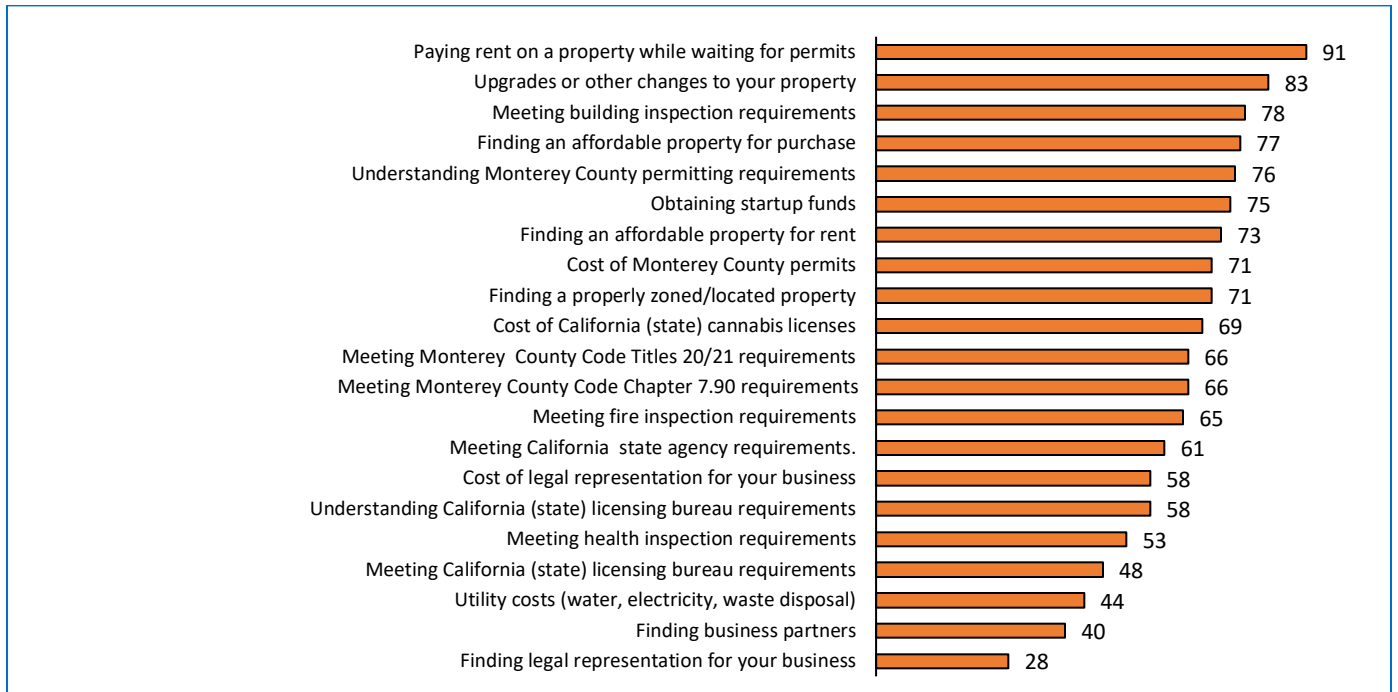 Paying rent on a property while waiting for permits 91
Upgrades or other changes to your property 83
Meeting building inspection requirements 78
Finding an affordable property for purchase 77
Understanding Monterey County permitting requirements 76
Obtaining startup funds 75
Finding an affordable property for rent 73
Cost of Monterey County permits 71
Finding a properly zoned/located property 71
Cost of California (state) cannabis licenses 69
Meeting Monterey  County Code Titles 20/21 requirements 66
Meeting Monterey County Code Chapter 7.90 requirements 66
Meeting fire inspection requirements 65
Meeting California  state agency requirements. 61
Cost of legal representation for your business 58
Understanding California (state) licensing bureau requirements 58
Meeting health inspection requirements 53
Meeting California (state) licensing bureau requirements 48
Utility costs (water, electricity, waste disposal) 44
Finding business partners 40
Finding legal representation for your business 28